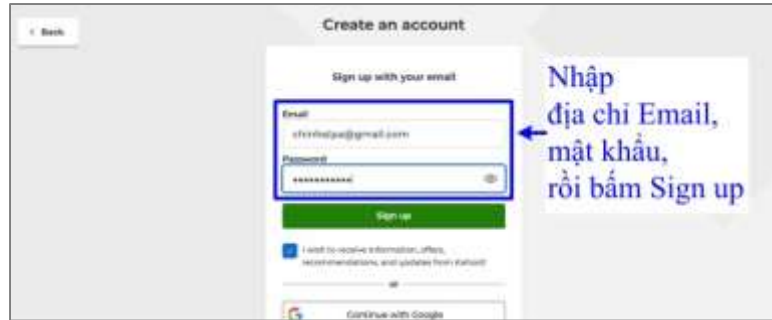 Create an account
< Back
Sign up with your email
Email
Password
Sign up
I wish to receive information, offers,
recommendations, and updates from Kahoot!
or
Continue with Google
Nhập
địa chỉ Email,
mật khẩu,
rồi bấm Sign up